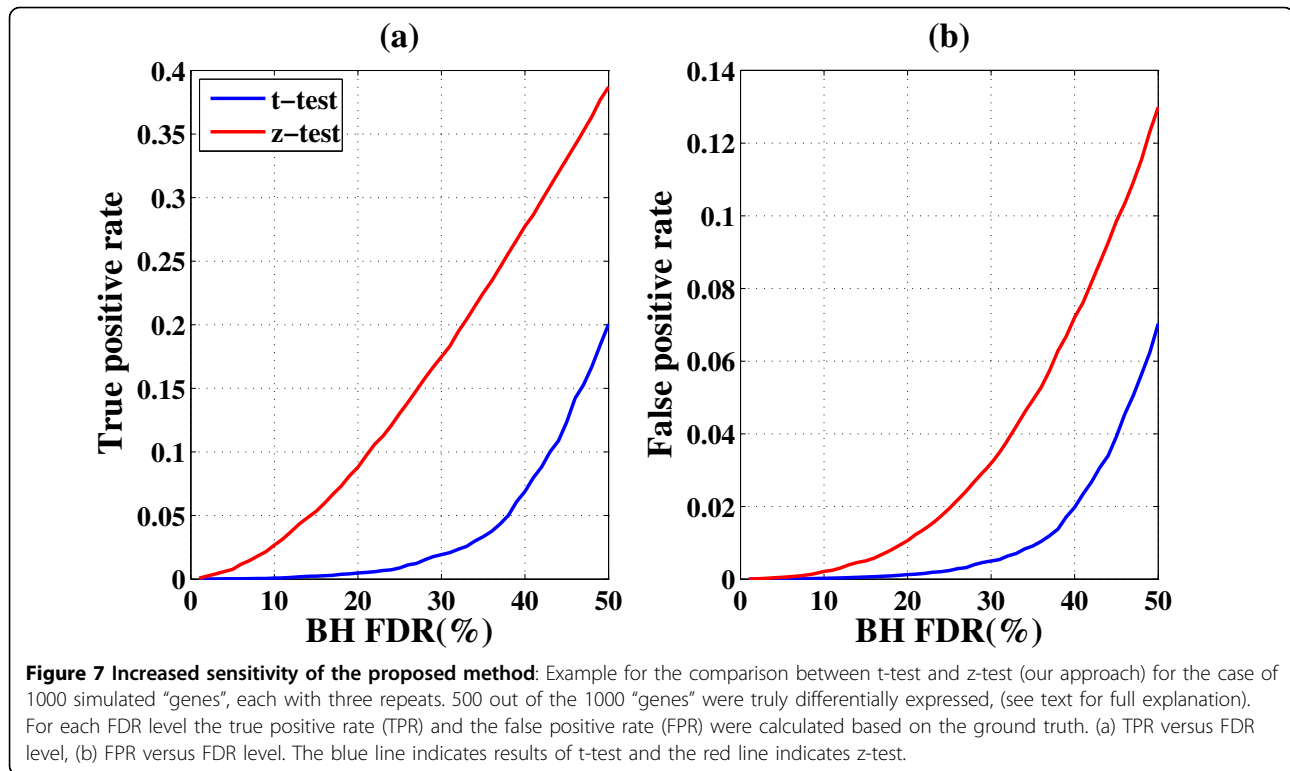 (a)
0.4
0.35
0.3
0.25
0.2
0.15
0.1
0.05
0
True positive rate
t-test
z-test
0 10 20 30 40 50
BH FDR(%)
(b)
0.14
0.12
0.1
0.08
0.06
0.04
0.02
0
False positive rate
0 10 20 30 40 50
BH FDR(%)
Figure 7 Increased sensitivity of the proposed method: Example for the comparison between t-test and z-test (our approach) for the case of
1000 simulated “genes”, each with three repeats. 500 out of the 1000 “genes” were truly differentially expressed, (see text for full explanation).
For each FDR level the true positive rate (TPR) and the false positive rate (FPR) were calculated based on the ground truth. (a) TPR versus FDR
level, (b) FPR versus FDR level. The blue line indicates results of t-test and the red line indicates z-test.